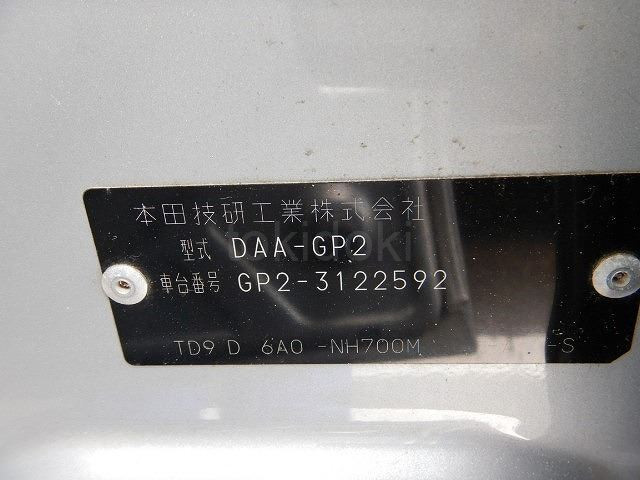 本田技研工業株式会社
型式 DAA-GP2
車台番号 GP2-3122592
TD9 D 6A0 -NH700M -S
tokidoki